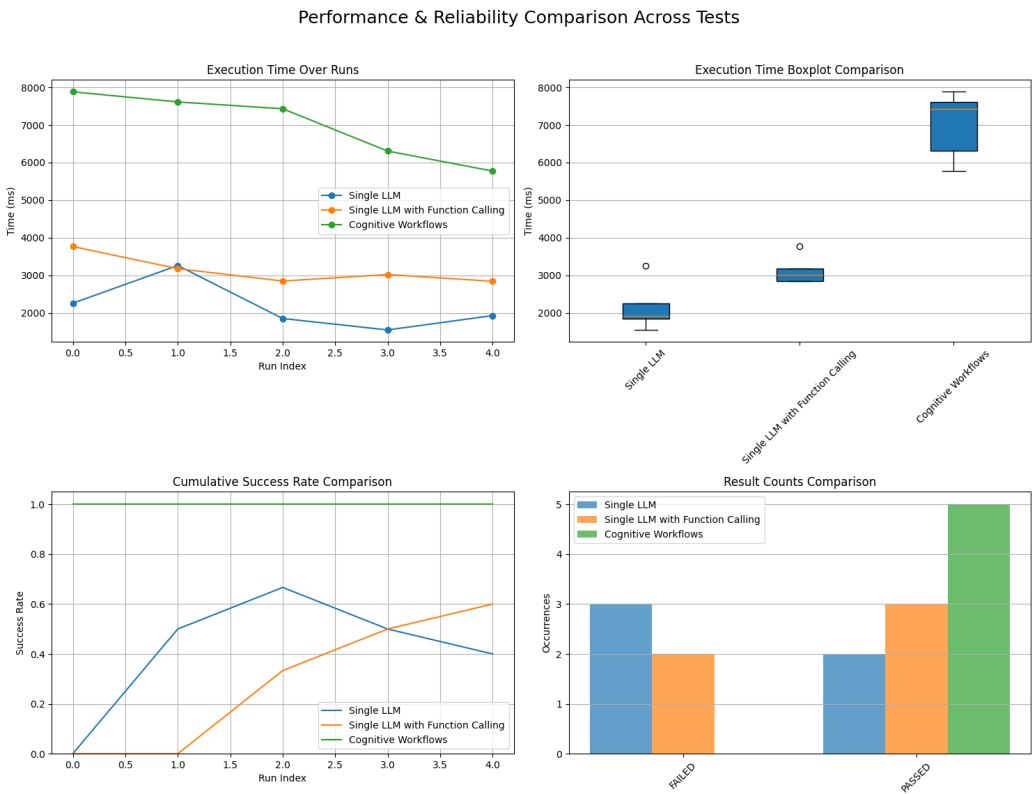 Performance & Reliability Comparison Across Tests
Execution Time Over Runs
Time (ms)
8000
7000
6000
5000
4000
3000
2000
Single LLM
Single LLM with Function Calling
Cognitive Workflows
0.0 0.5 1.0 1.5 2.0 2.5 3.0 3.5 4.0
Run Index
Execution Time Boxplot Comparison
Time (ms)
8000
7000
6000
5000
4000
3000
2000
Single LLM
Single LLM with Function Calling
Cognitive Workflows
Cumulative Success Rate Comparison
Success Rate
1.0
0.8
0.6
0.4
0.2
0.0
Single LLM
Single LLM with Function Calling
Cognitive Workflows
0.0 0.5 1.0 1.5 2.0 2.5 3.0 3.5 4.0
Run Index
Result Counts Comparison
Occurrences
5
4
3
2
1
0
Single LLM
Single LLM with Function Calling
Cognitive Workflows
FAILED
PASSED